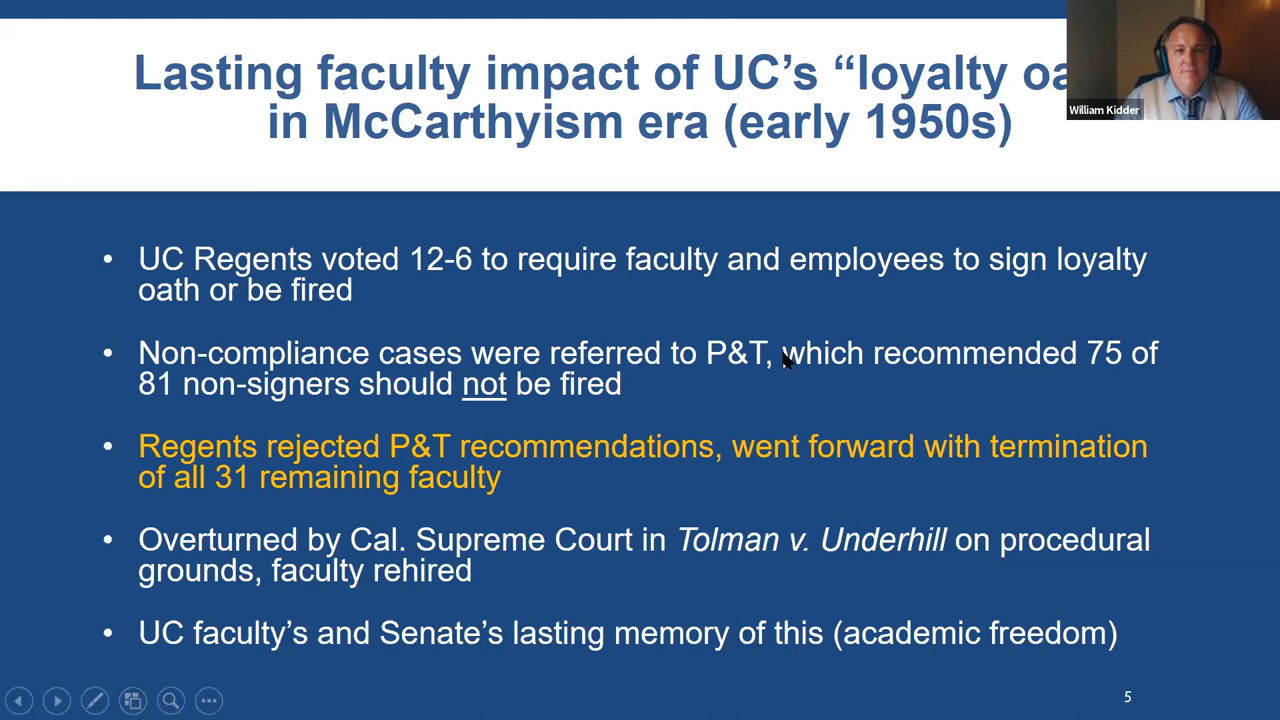 Lasting faculty impact of UC's “loyalty oa
in McCarthyism era (early 1950s)
William Kidder
• UC Regents voted 12-6 to require faculty and employees to sign loyalty
oath or be fired
• Non-compliance cases were referred to P&T, which recommended 75 of
81 non-signers should not be fired
• Regents rejected P&T recommendations, went forward with termination
of all 31 remaining faculty
• Overturned by Cal. Supreme Court in Tolman v. Underhill on procedural
grounds, faculty rehired
• UC faculty's and Senate's lasting memory of this (academic freedom)
5